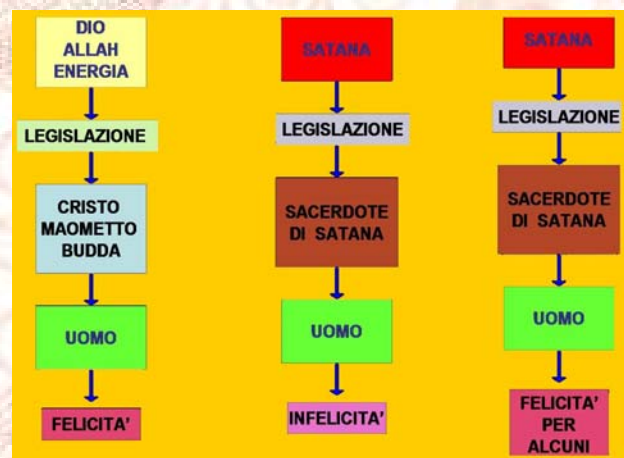 DIO
ALLAH
ENERGIA
LEGISLAZIONE
CRISTO
MAOMETTO
BUDDA
UOMO
FELICITA'
SATANA
LEGISLAZIONE
SACERDOTE
DI SATANA
UOMO
INFELICITA'
SATANA
LEGISLAZIONE
SACERDOTE
DI SATANA
UOMO
FELICITA'
PER
ALCUNI